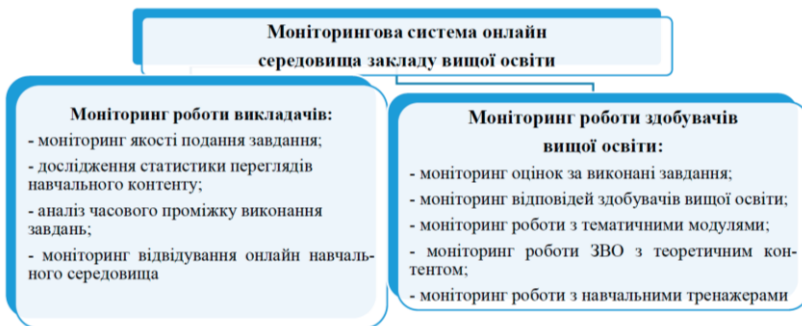 Моніторингова система онлайн
середовища закладу вищої освіти
Моніторинг роботи викладачів:
- моніторинг якості подання завдання;
- дослідження статистики переглядів
навчального контенту;
- аналіз часового проміжку виконання
завдань;
- моніторинг відвідування онлайн навчаль-
ного середовища
Моніторинг роботи здобувачів
вищої освіти:
- моніторинг оцінок за виконані завдання;
- моніторинг відповідей здобувачів вищої освіти;
- моніторинг роботи з тематичними модулями;
- моніторинг роботи ЗВО з теоретичним кон-
тентом;
- моніторинг роботи з навчальними тренажерами